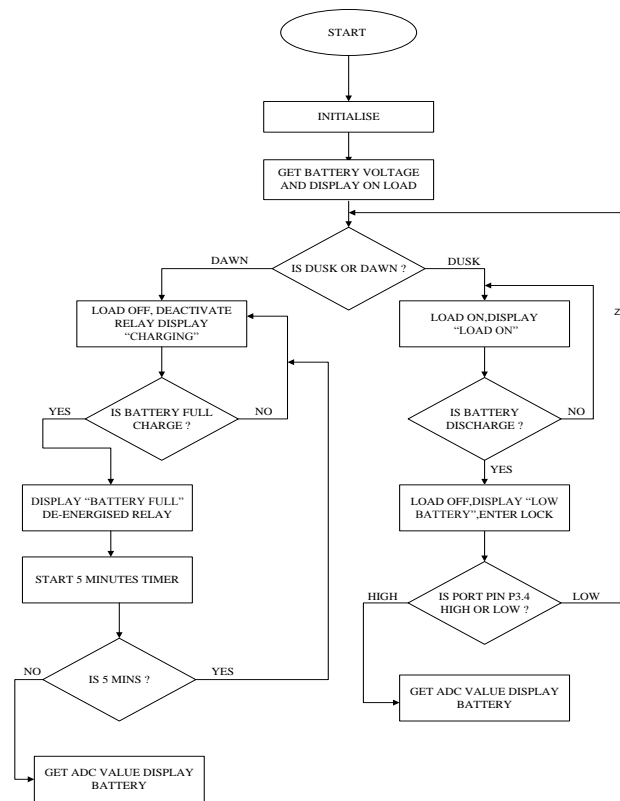 START
INITIALISE
GET BATTERY VOLTAGE
AND DISPLAY ON LOAD
IS DUSK OR DAWN ?
DAWN
DUSK
LOAD OFF, DEACTIVATE
RELAY DISPLAY
“CHARGING”
LOAD ON,DISPLAY
“LOAD ON”
Z
IS BATTERY FULL
CHARGE ?
YES
NO
IS BATTERY
DISCHARGE ?
NO
YES
DISPLAY “BATTERY FULL”
DE-ENERGISED RELAY
LOAD OFF,DISPLAY “LOW
BATTERY”,ENTER LOCK
START 5 MINUTES TIMER
IS PORT PIN P3.4
HIGH OR LOW ?
HIGH
LOW
IS 5 MINS ?
NO
YES
GET ADC VALUE DISPLAY
BATTERY
GET ADC VALUE DISPLAY
BATTERY